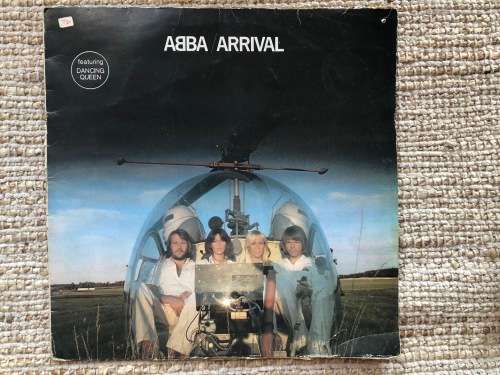 ABBA ARRIVAL
featuring
DANCING
QUEEN